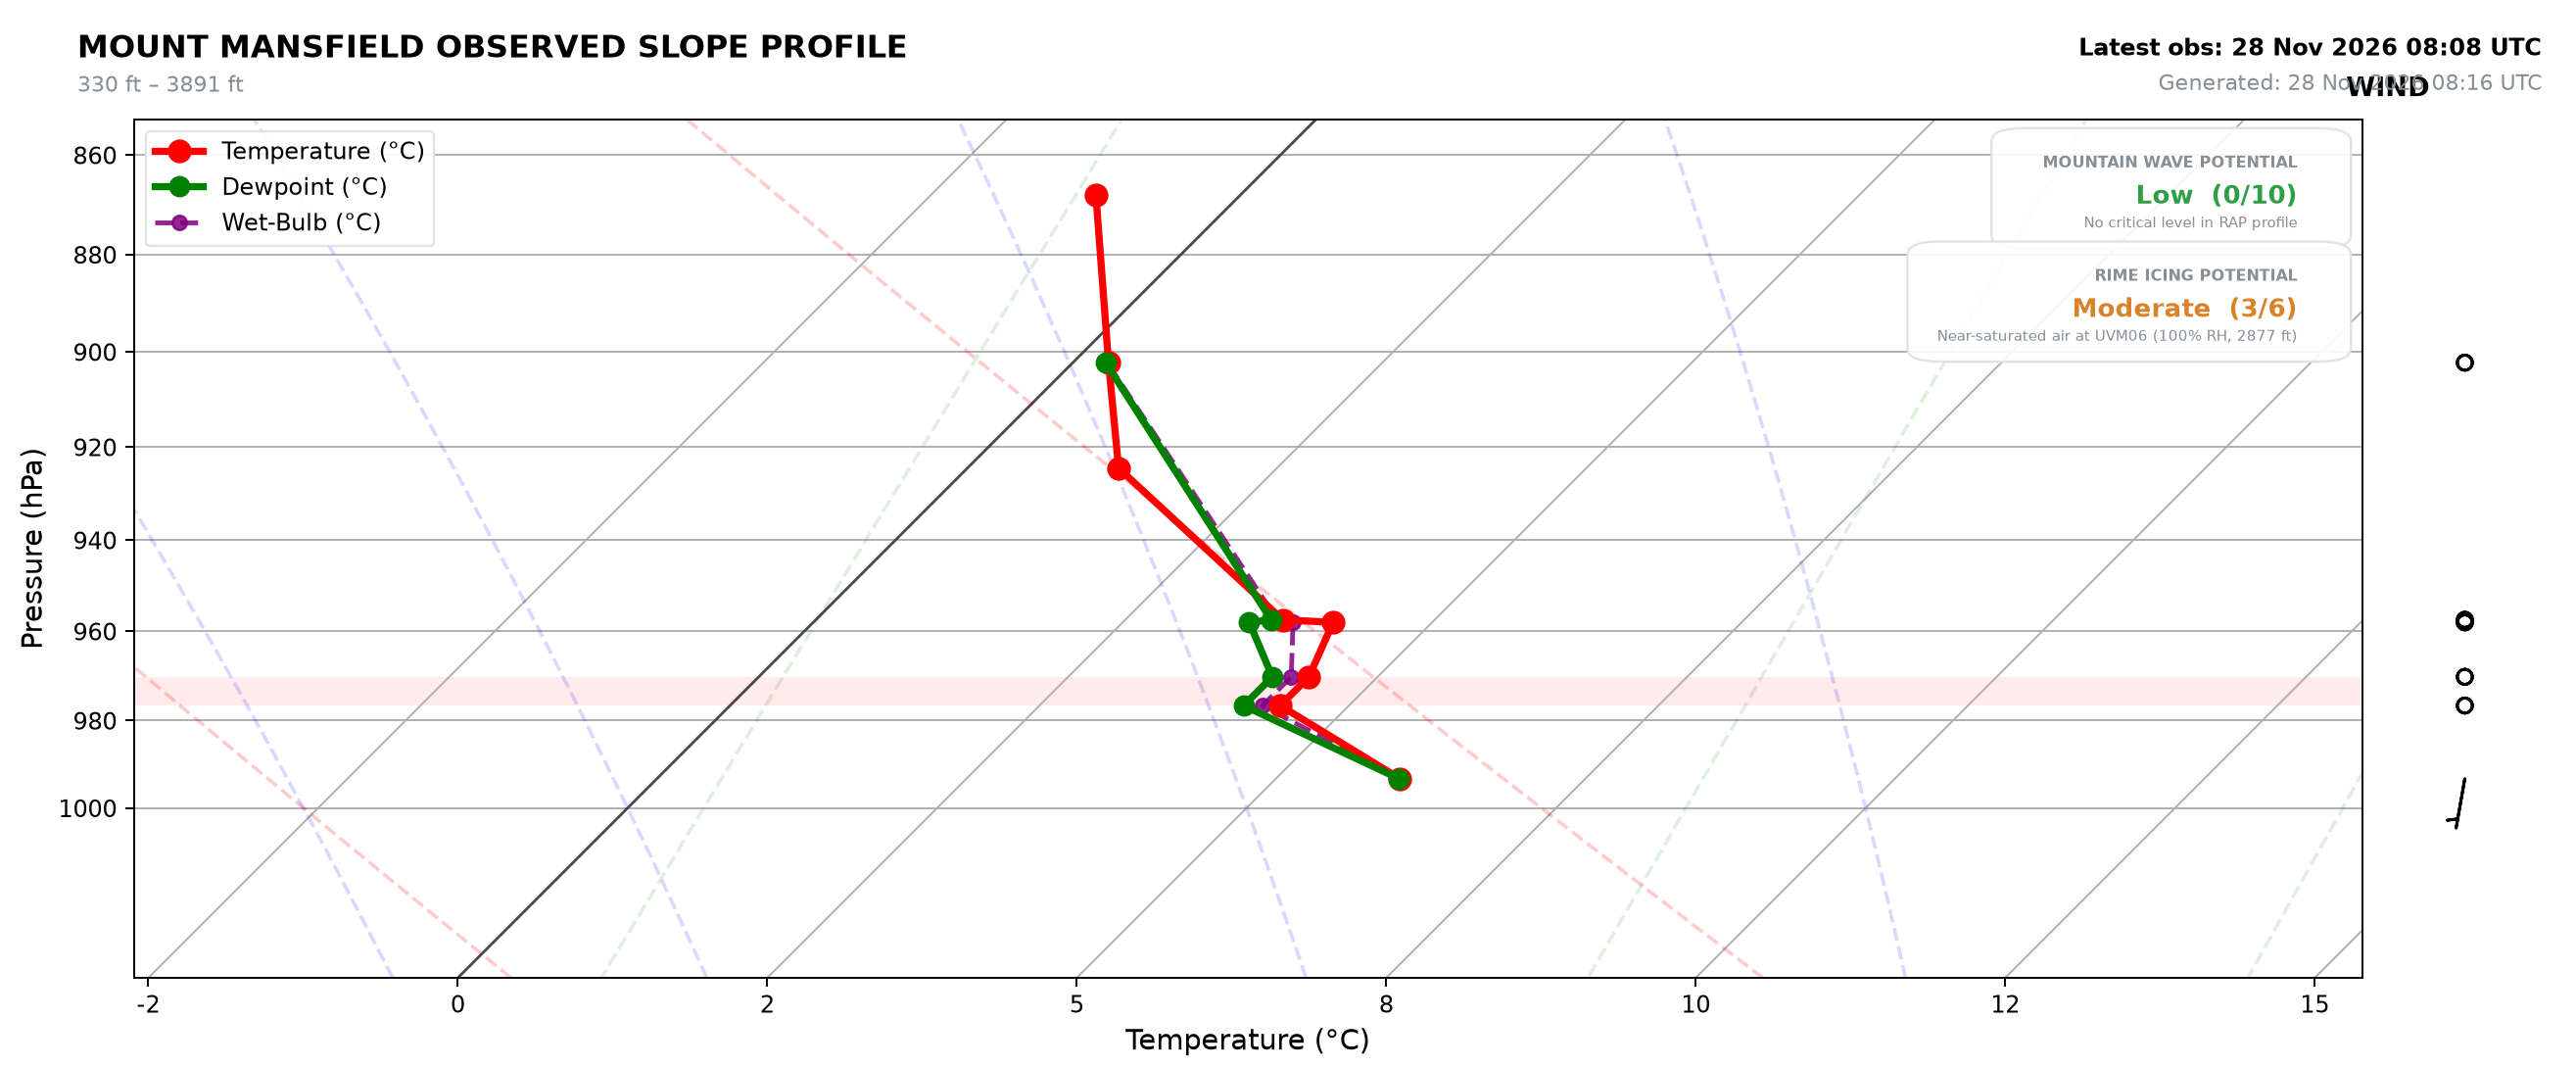 MOUNT MANSFIELD OBSERVED SLOPE PROFILE
330 ft – 3891 ft
Latest obs: 28 Nov 2026 08:08 UTC
Generated: 28 Nov 2026 08:16 UTC
WIND
Temperature (°C)
Dewpoint (°C)
Wet-Bulb (°C)
MOUNTAIN WAVE POTENTIAL
Low (0/10)
No critical level in RAP profile
RIME ICING POTENTIAL
Moderate (3/6)
Near-saturated air at UVM06 (100% RH, 2877 ft)
Pressure (hPa)
860
880
900
920
940
960
980
1000
-2 0 2 5 8 10 12 15
Temperature (°C)